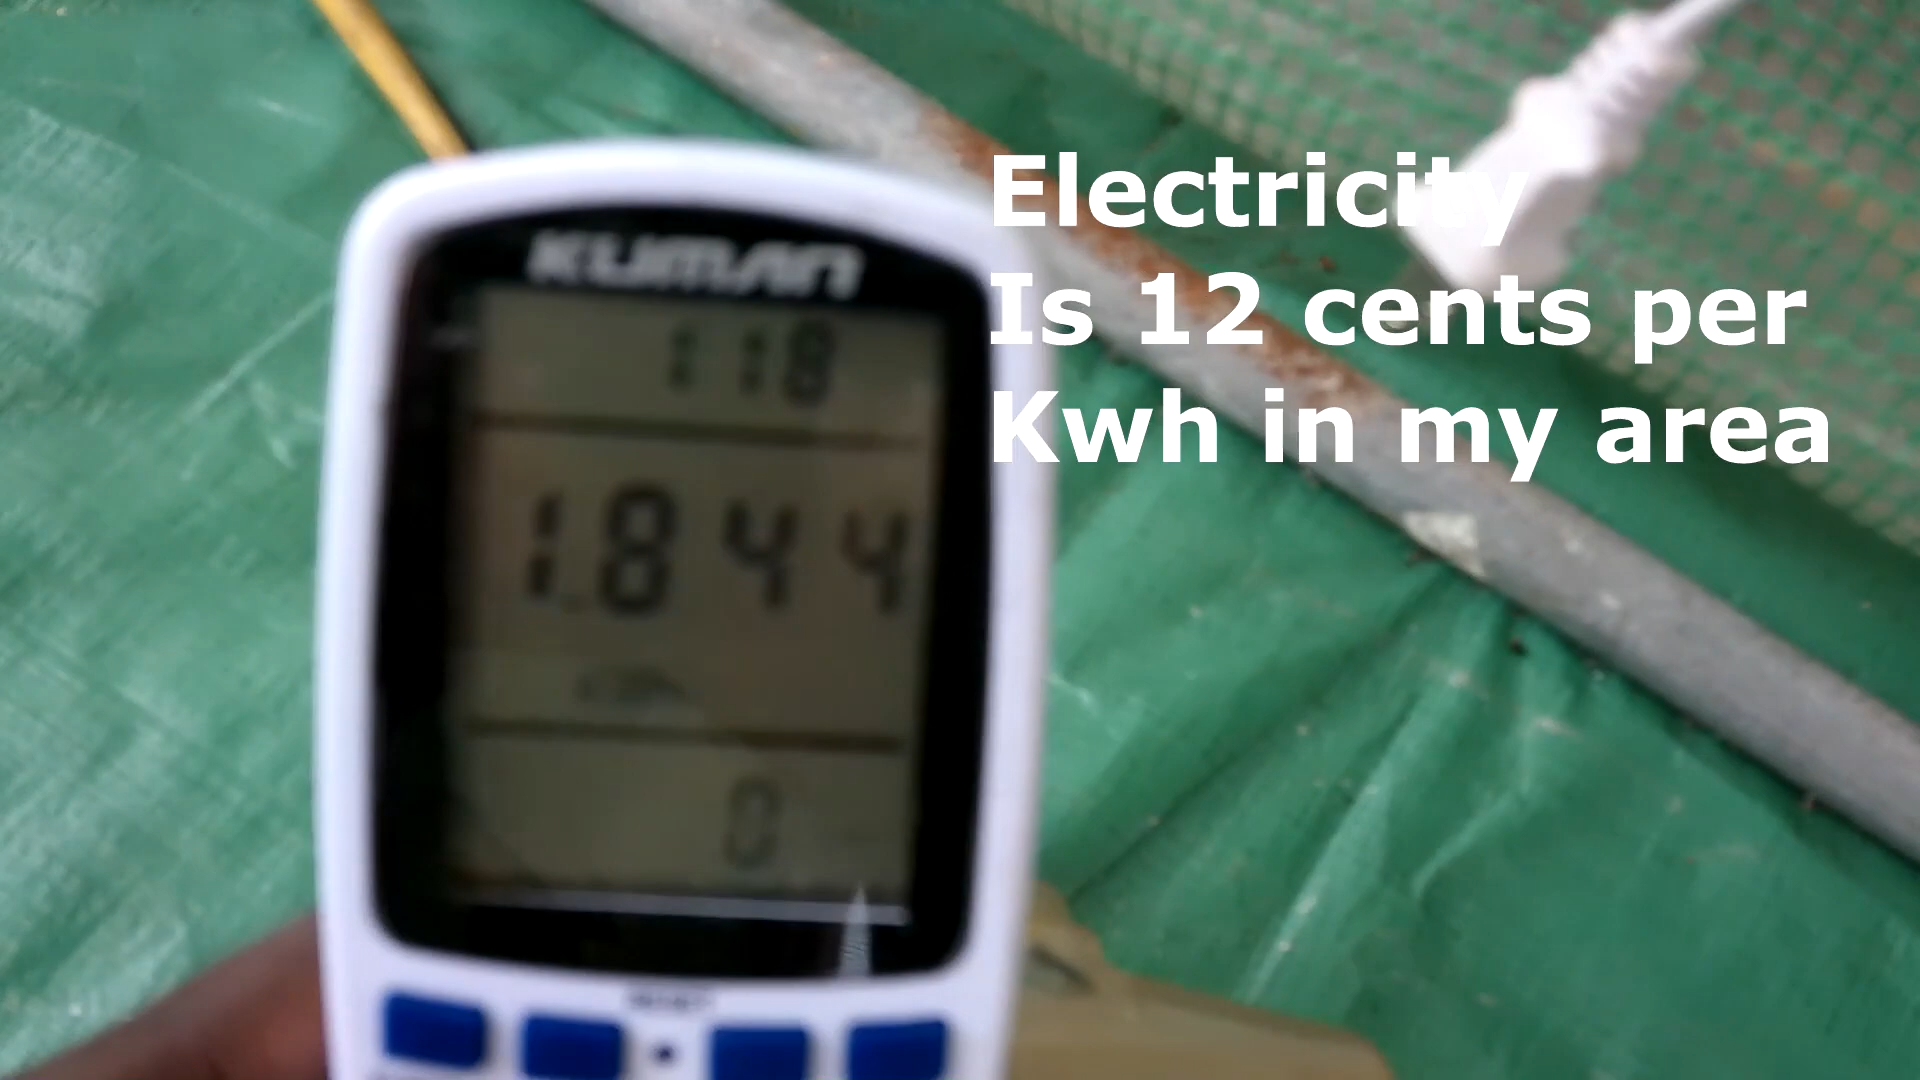 KUMAN
118
1.844
0
Electricity
Is 12 cents per
Kwh in my area